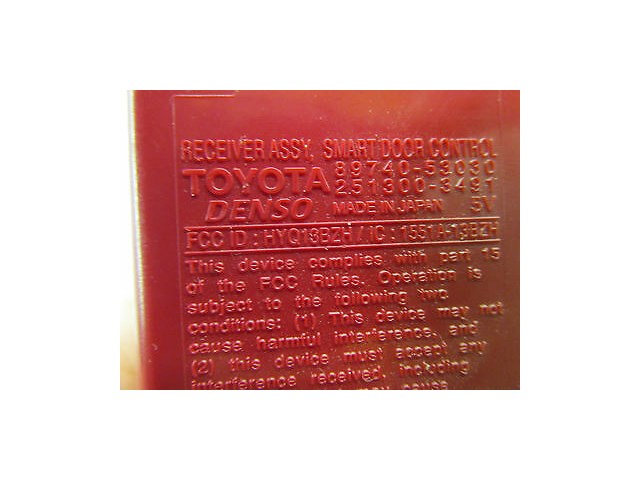 RECEIVER ASSY, SMART DOOR CONTROL
TOYOTA 89740-53030
DENSO 251300-3491
MADE IN JAPAN 5V
FCC ID : HYQ13BZH / IC : 1551A-13BZH
This device complies with part 15
of the FCC Rules. Operation is
subject to the following two
conditions: (1) This device may not
cause harmful interference, and
(2) this device must accept any
interference received, including
may cause